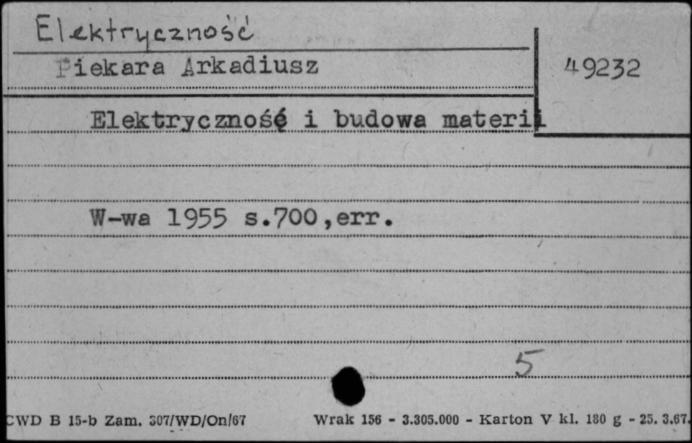 Elektryczność
Piekara Arkadiusz
49232
Elektryczność i budowa materii
W-wa 1955 s.700,err.
5
CWD B 15-b Zam. 307/WD/On/67 Wrak 156 - 3.305.000 - Karton V kl. 180 g - 25. 3.67.